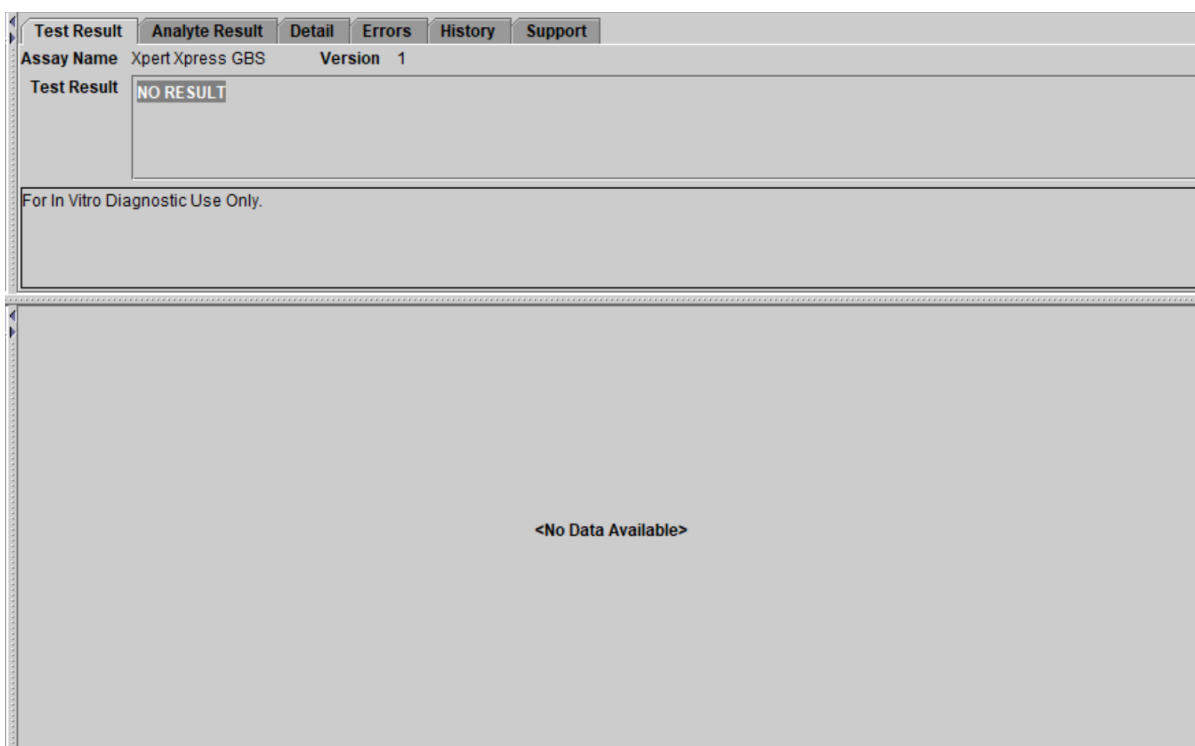 Test Result Analyte Result Detail Errors History Support
Assay Name Xpert Xpress GBS Version 1
Test Result NO RESULT
For In Vitro Diagnostic Use Only.
<No Data Available>